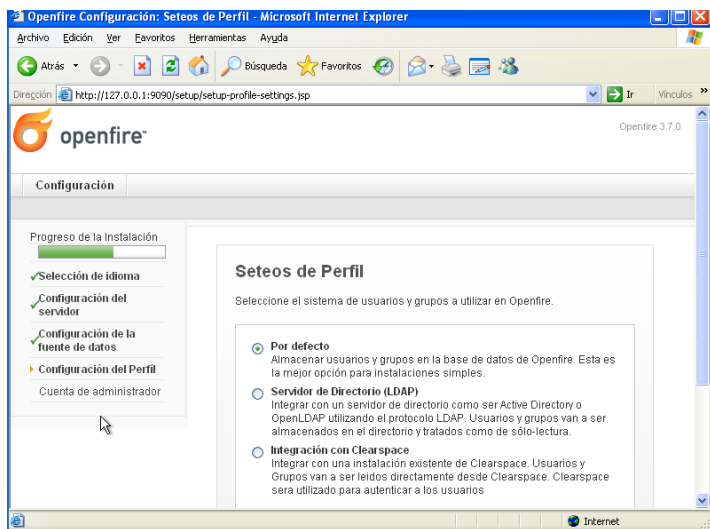 Openfire Configuración: Seteos de Perfil - Microsoft Internet Explorer
Archivo Edición Ver Favoritos Herramientas Ayuda
Atrás Búsqueda Favoritos
Dirección http://127.0.0.1:9090/setup/setup-profile-settings.jsp Ir Vínculos »
openfire™
Openfire 3.7.0
Configuración
Progreso de la Instalación
Selección de idioma
Configuración del
servidor
Configuración de la
fuente de datos
Configuración del Perfil
Cuenta de administrador
Seteos de Perfil
Seleccione el sistema de usuarios y grupos a utilizar en Openfire.
Por defecto
Almacenar usuarios y grupos en la base de datos de Openfire. Esta es
la mejor opción para instalaciones simples.
Servidor de Directorio (LDAP)
Integrar con un servidor de directorio como ser Active Directory o
OpenLDAP utilizando el protocolo LDAP. Usuarios y grupos van a ser
almacenados en el directorio y tratados como de sólo-lectura.
Integración con Clearspace
Integrar con una instalación existente de Clearspace. Usuarios y
Grupos van a ser leidos directamente desde Clearspace. Clearspace
sera utilizado para autenticar a los usuarios
Internet